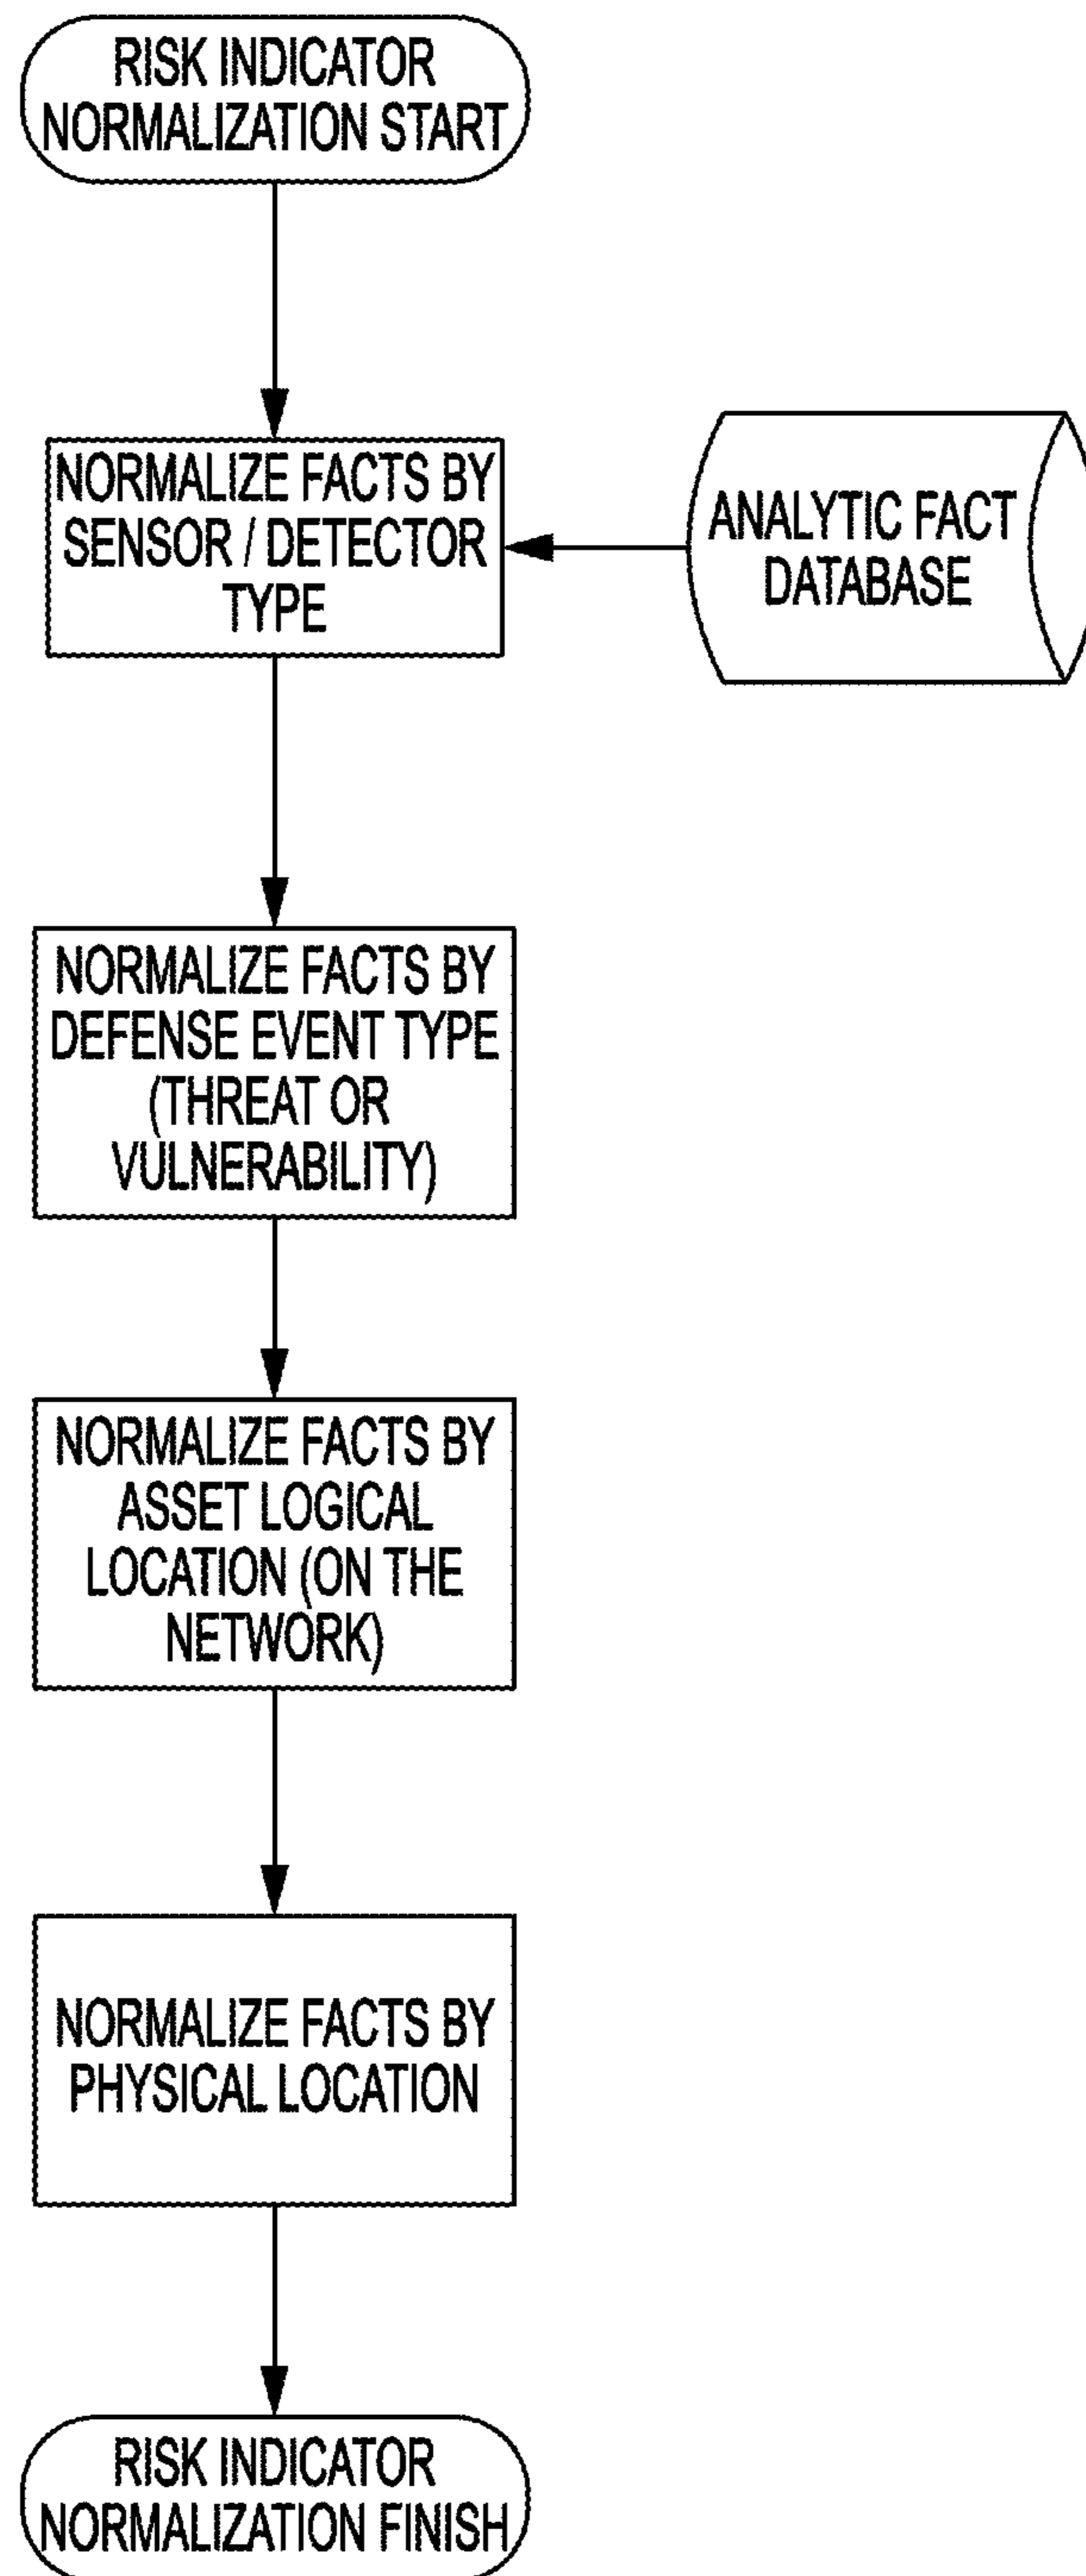 RISK INDICATOR
NORMALIZATION START
NORMALIZE FACTS BY
SENSOR / DETECTOR
TYPE
ANALYTIC FACT
DATABASE
NORMALIZE FACTS BY
DEFENSE EVENT TYPE
(THREAT OR
VULNERABILITY)
NORMALIZE FACTS BY
ASSET LOGICAL
LOCATION (ON THE
NETWORK)
NORMALIZE FACTS BY
PHYSICAL LOCATION
RISK INDICATOR
NORMALIZATION FINISH